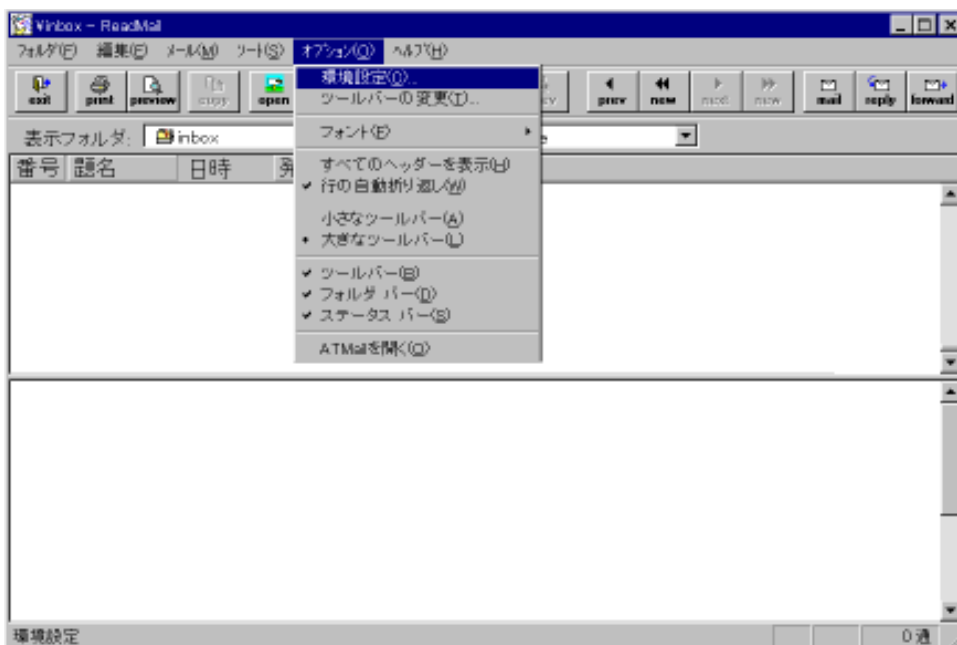 ¥inbox - ReadMail
フォルダ(F) 編集(E) メール(M) ソート(S) オプション(O) ヘルプ(H)
exit print preview copy open prev new mail reply forward
環境設定(O)...
ツールバーの変更(T)...
表示フォルダ: inbox
フォント(F)
番号 題名 日時
すべてのヘッダーを表示(H)
行の自動折り返し(W)
小さなツールバー(A)
大きなツールバー(L)
ツールバー(B)
フォルダ バー(D)
ステータス バー(S)
ATMailを開く(O)
環境設定 0 通